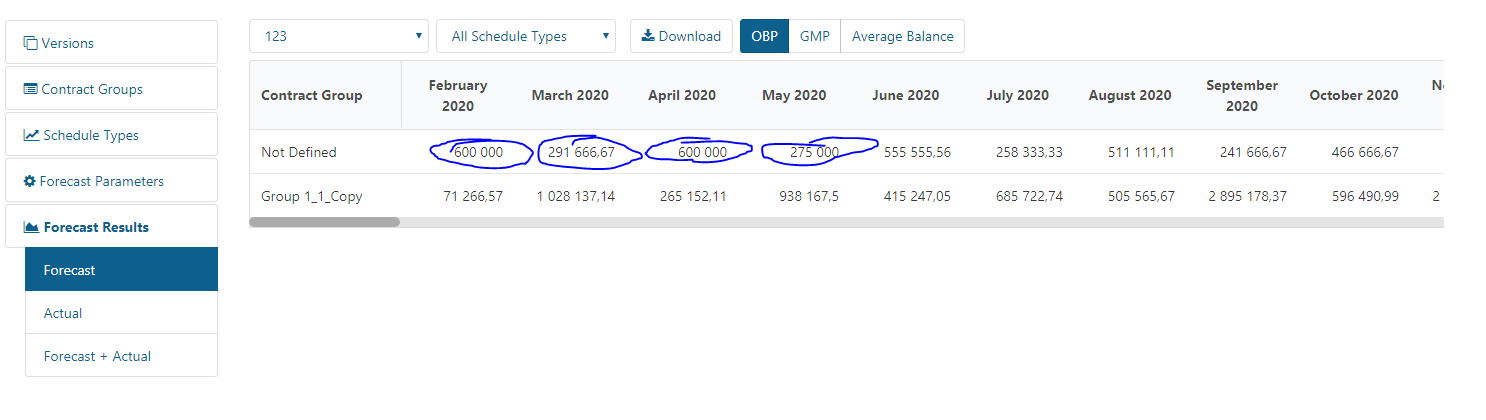 Versions
Contract Groups
Schedule Types
Forecast Parameters
Forecast Results
Forecast
Actual
Forecast + Actual
123 All Schedule Types Download OBP GMP Average Balance
Contract Group February 2020 March 2020 April 2020 May 2020 June 2020 July 2020 August 2020 September 2020 October 2020
Not Defined 600 000 291 666,67 600 000 275 000 555 555,56 258 333,33 511 111,11 241 666,67 466 666,67
Group 1_1_Copy 71 266,57 1 028 137,14 265 152,11 938 167,5 415 247,05 685 722,74 505 565,67 2 895 178,37 596 490,99 2